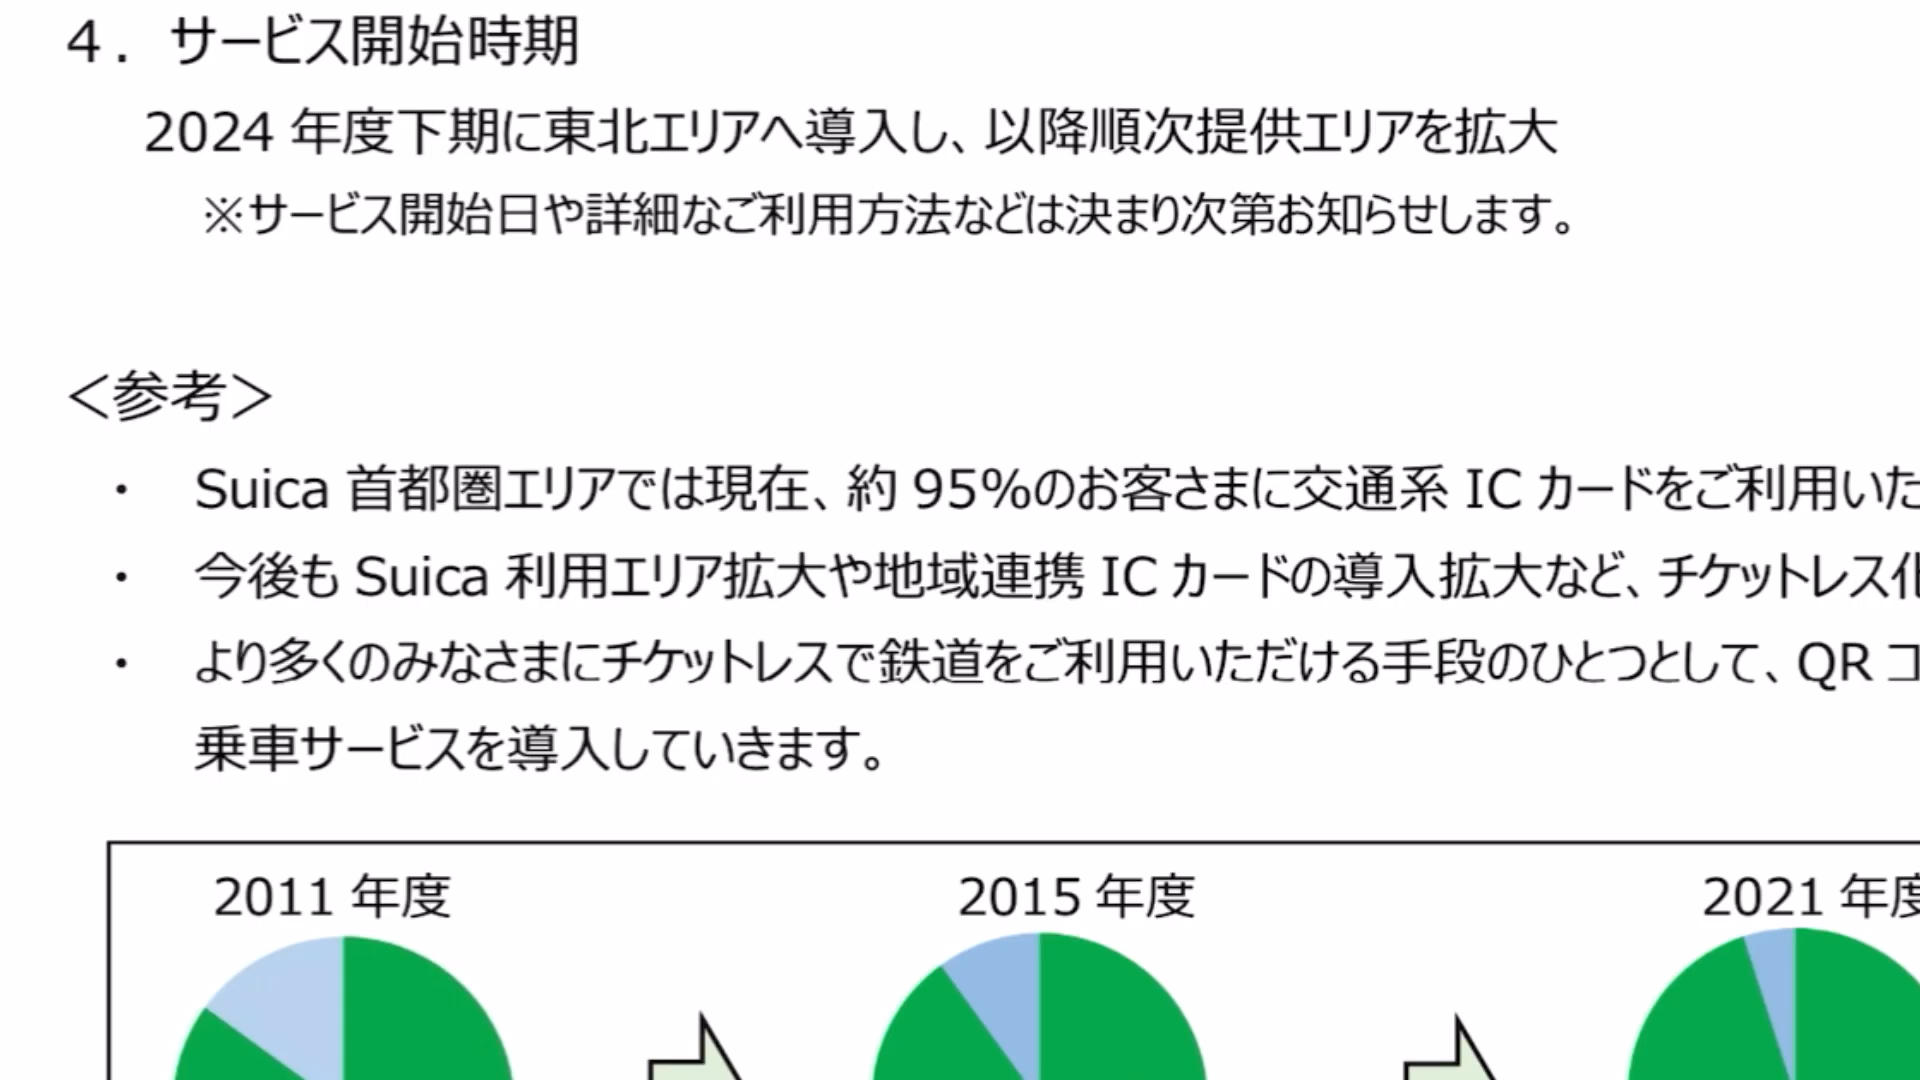 ４．サービス開始時期
2024 年度下期に東北エリアへ導入し、以降順次提供エリアを拡大
※サービス開始日や詳細なご利用方法などは決まり次第お知らせします。
＜参考＞
・ Suica 首都圏エリアでは現在、約 95%のお客さまに交通系 IC カードをご利用いた
・ 今後も Suica 利用エリア拡大や地域連携 IC カードの導入拡大など、チケットレス化
・ より多くのみなさまにチケットレスで鉄道をご利用いただける手段のひとつとして、QR コ
乗車サービスを導入していきます。
2011 年度 2015 年度 2021 年度